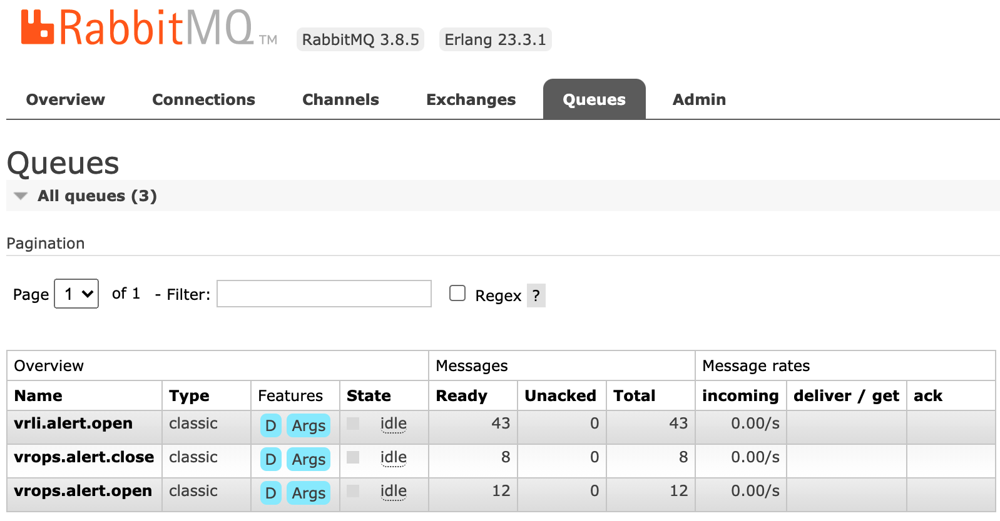 RabbitMQ TM RabbitMQ 3.8.5 Erlang 23.3.1
Overview Connections Channels Exchanges Queues Admin
Queues
All queues (3)
Pagination
Page 1 of 1 - Filter: Regex ?
Overview Messages Message rates
Name Type Features State Ready Unacked Total incoming deliver / get ack
vrli.alert.open classic D Args idle 43 0 43 0.00/s
vrops.alert.close classic D Args idle 8 0 8 0.00/s
vrops.alert.open classic D Args idle 12 0 12 0.00/s